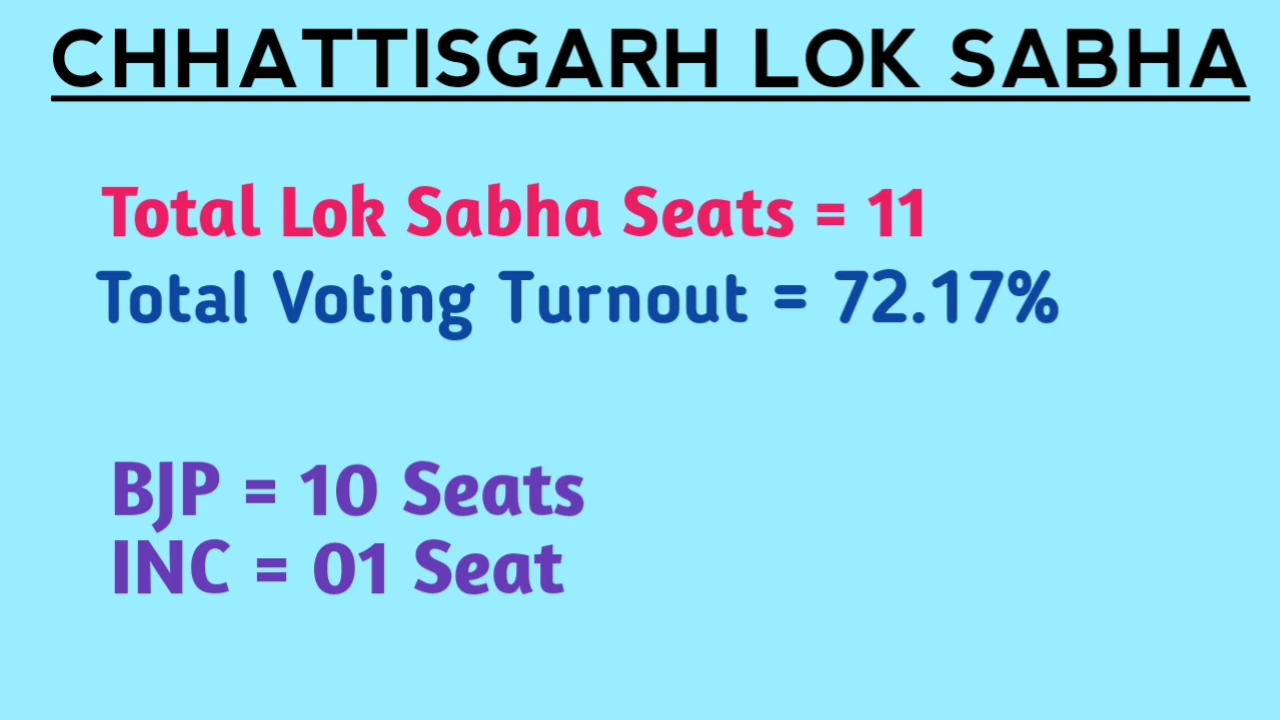 CHHATTISGARH LOK SABHA
Total Lok Sabha Seats = 11
Total Voting Turnout = 72.17%
BJP = 10 Seats
INC = 01 Seat